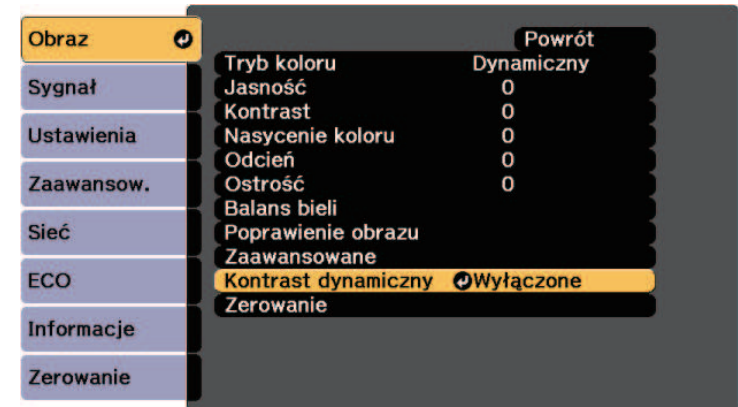 Obraz
Sygnał
Ustawienia
Zaawansow.
Sieć
ECO
Informacje
Zerowanie
Powrót
Tryb koloru Dynamiczny
Jasność 0
Kontrast 0
Nasycenie koloru 0
Odcień 0
Ostrość 0
Balans bieli
Poprawienie obrazu
Zaawansowane
Kontrast dynamiczny Wyłączone
Zerowanie